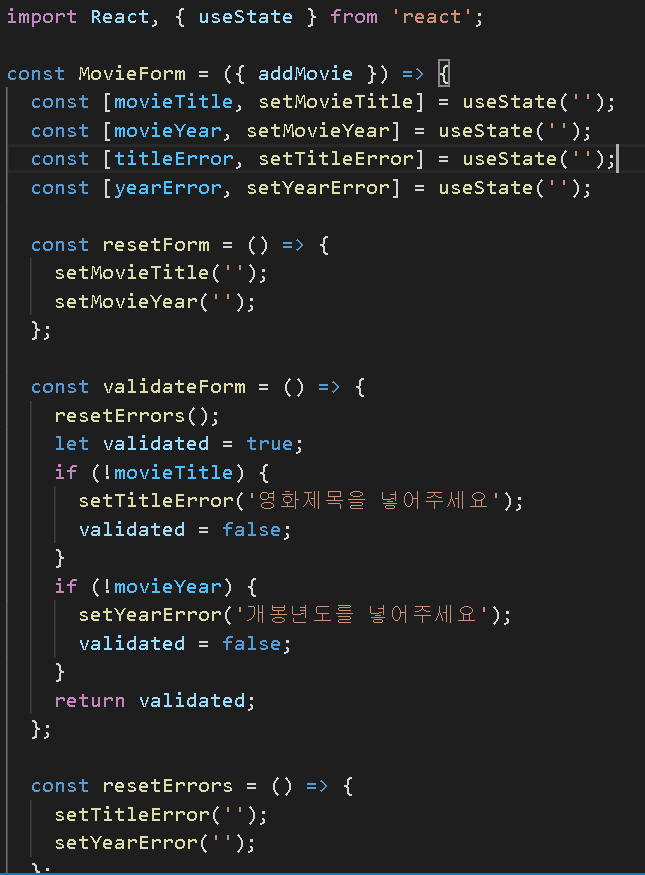 import React, { useState } from 'react';
const MovieForm = ({ addMovie }) => {
const [movieTitle, setMovieTitle] = useState('');
const [movieYear, setMovieYear] = useState('');
const [titleError, setTitleError] = useState('');
const [yearError, setYearError] = useState('');
const resetForm = () => {
setMovieTitle('');
setMovieYear('');
};
const validateForm = () => {
resetErrors();
let validated = true;
if (!movieTitle) {
setTitleError('영화제목을 넣어주세요');
validated = false;
}
if (!movieYear) {
setYearError('개봉년도를 넣어주세요');
validated = false;
}
return validated;
};
const resetErrors = () => {
setTitleError('');
setYearError('');
};